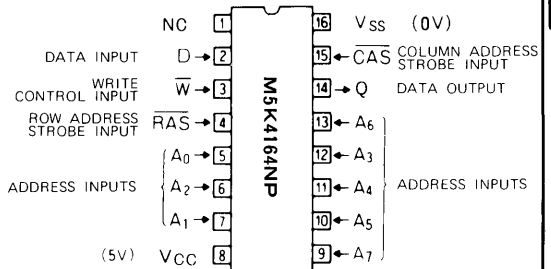 NC 1
DATA INPUT D 2
WRITE CONTROL INPUT W̅ 3
ROW ADDRESS STROBE INPUT R̅A̅S̅ 4
A0 5
ADDRESS INPUTS A2 6
A1 7
(5V) VCC 8
M5K4164NP
16 VSS (0V)
15 C̅A̅S̅ COLUMN ADDRESS STROBE INPUT
14 Q DATA OUTPUT
13 A6
12 A3
11 A4 ADDRESS INPUTS
10 A5
9 A7